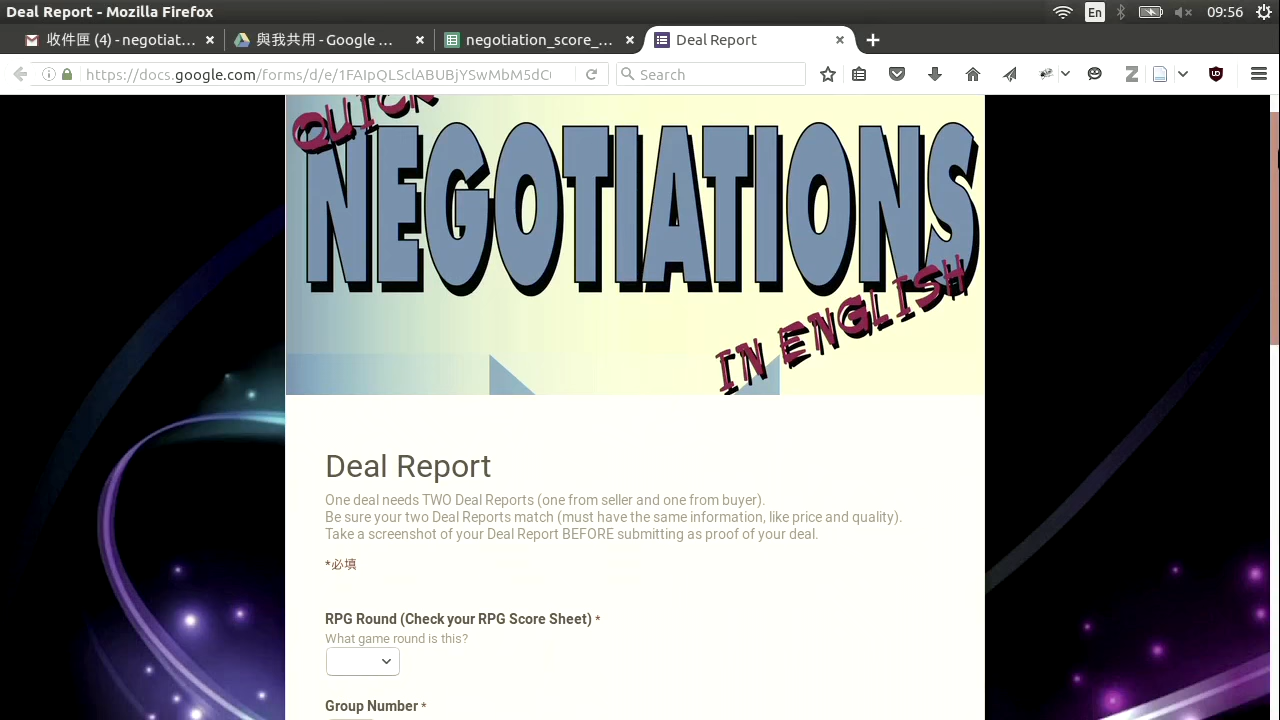 Deal Report - Mozilla Firefox
En
09:56
收件匣 (4) - negotiat...
與我共用 - Google ...
negotiation_score_...
Deal Report
https://docs.google.com/forms/d/e/1FAIpQLSclABUBjYSwMbM5dC
Search
QUICK
NEGOTIATIONS
IN ENGLISH
Deal Report
One deal needs TWO Deal Reports (one from seller and one from buyer).
Be sure your two Deal Reports match (must have the same information, like price and quality).
Take a screenshot of your Deal Report BEFORE submitting as proof of your deal.
*必填
RPG Round (Check your RPG Score Sheet) *
What game round is this?
Group Number *